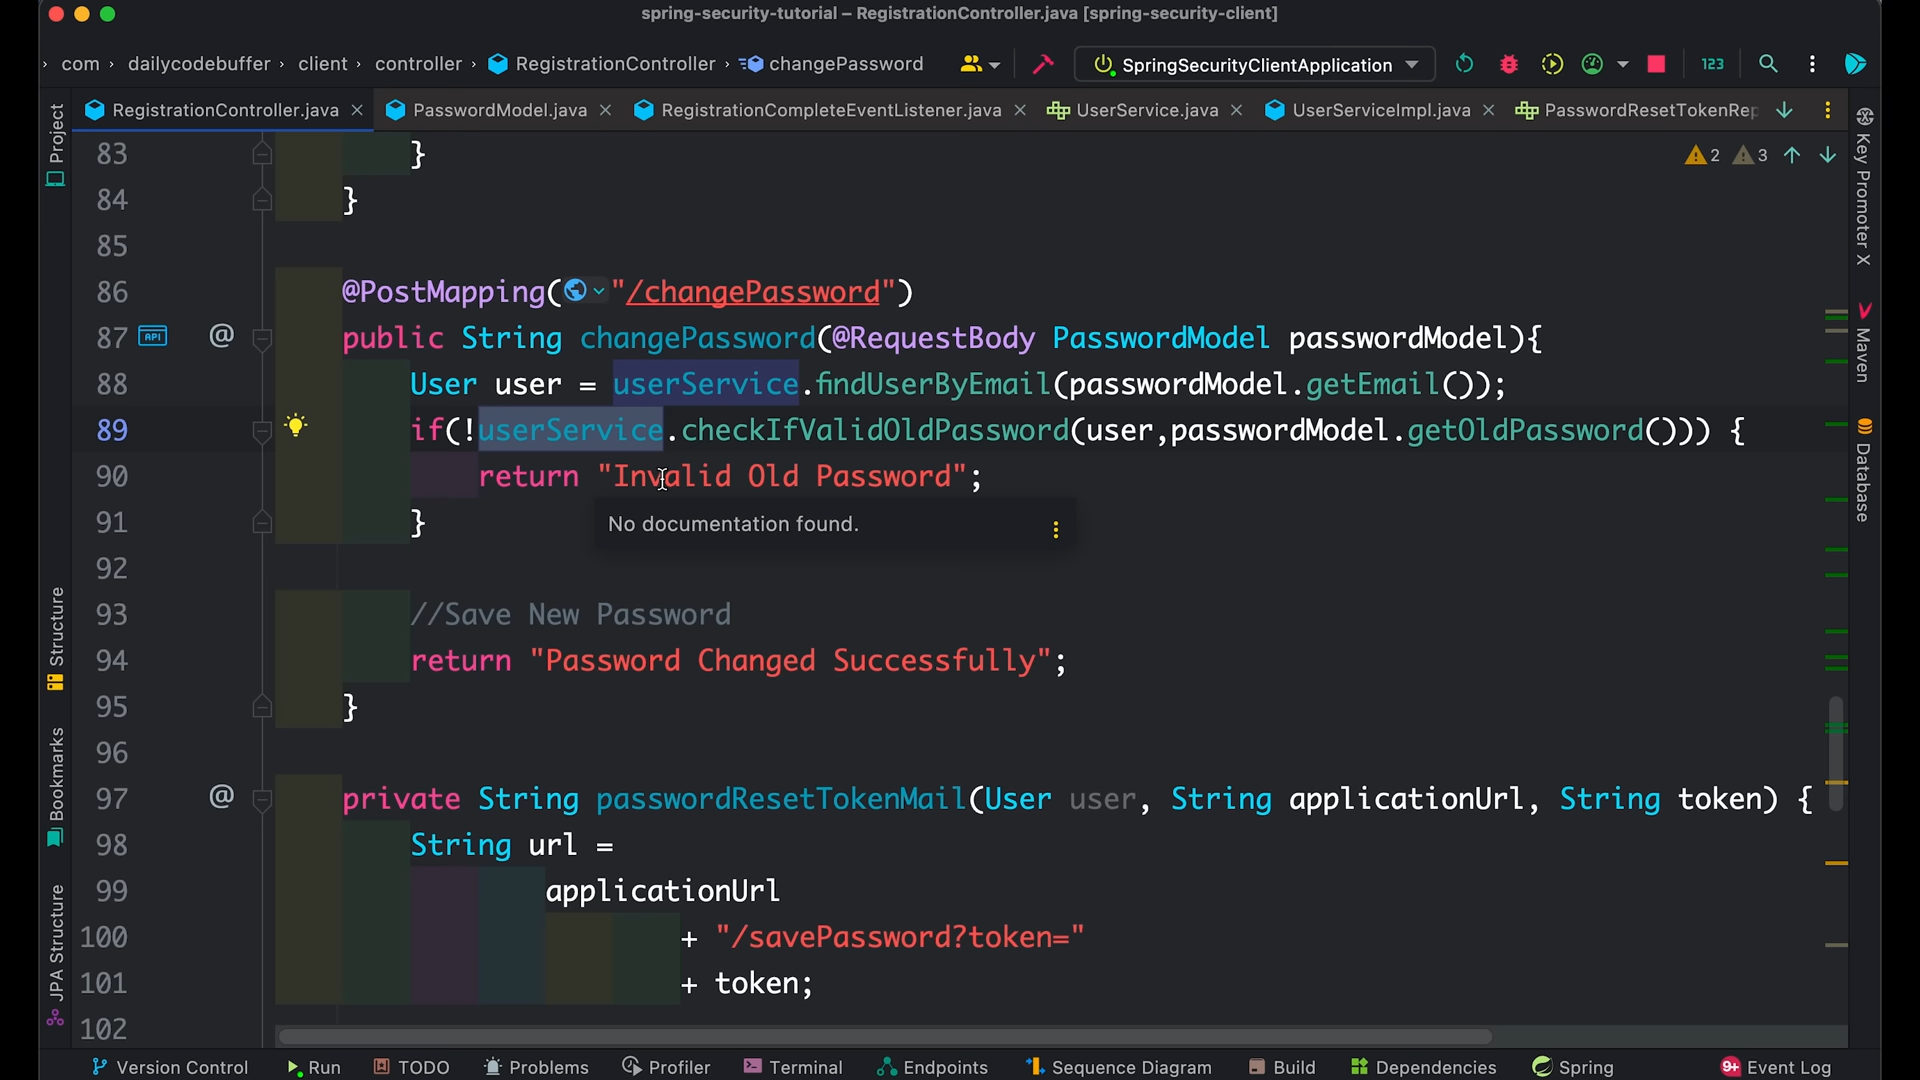 spring-security-tutorial – RegistrationController.java [spring-security-client]
com › dailycodebuffer › client › controller › RegistrationController › changePassword
SpringSecurityClientApplication
123
RegistrationController.java
PasswordModel.java
RegistrationCompleteEventListener.java
UserService.java
UserServiceImpl.java
PasswordResetTokenRep
Project
Structure
Bookmarks
JPA Structure
Key Promoter X
Maven
Database
2 3
83 }
84 }
85
86 @PostMapping("/changePassword")
87 API @ public String changePassword(@RequestBody PasswordModel passwordModel){
88 User user = userService.findUserByEmail(passwordModel.getEmail());
89 if(!userService.checkIfValidOldPassword(user,passwordModel.getOldPassword())) {
90 return "Invalid Old Password";
91 }
No documentation found.
92
93 //Save New Password
94 return "Password Changed Successfully";
95 }
96
97 @ private String passwordResetTokenMail(User user, String applicationUrl, String token) {
98 String url =
99 applicationUrl
100 + "/savePassword?token="
101 + token;
102
Version Control
Run
TODO
Problems
Profiler
Terminal
Endpoints
Sequence Diagram
Build
Dependencies
Spring
9+ Event Log